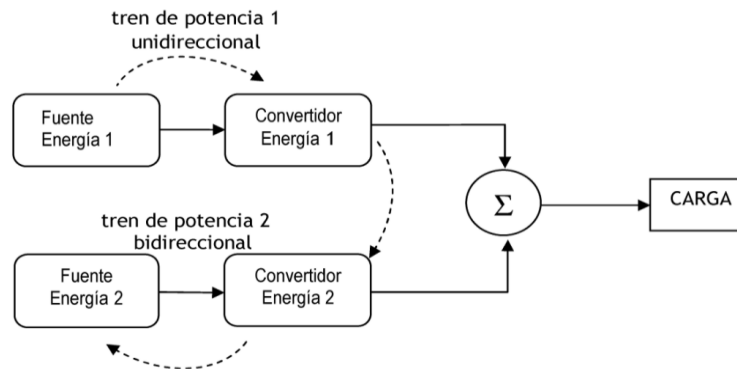 tren de potencia 1
unidireccional
Fuente
Energía 1
Convertidor
Energía 1
Σ
CARGA
tren de potencia 2
bidireccional
Fuente
Energía 2
Convertidor
Energía 2